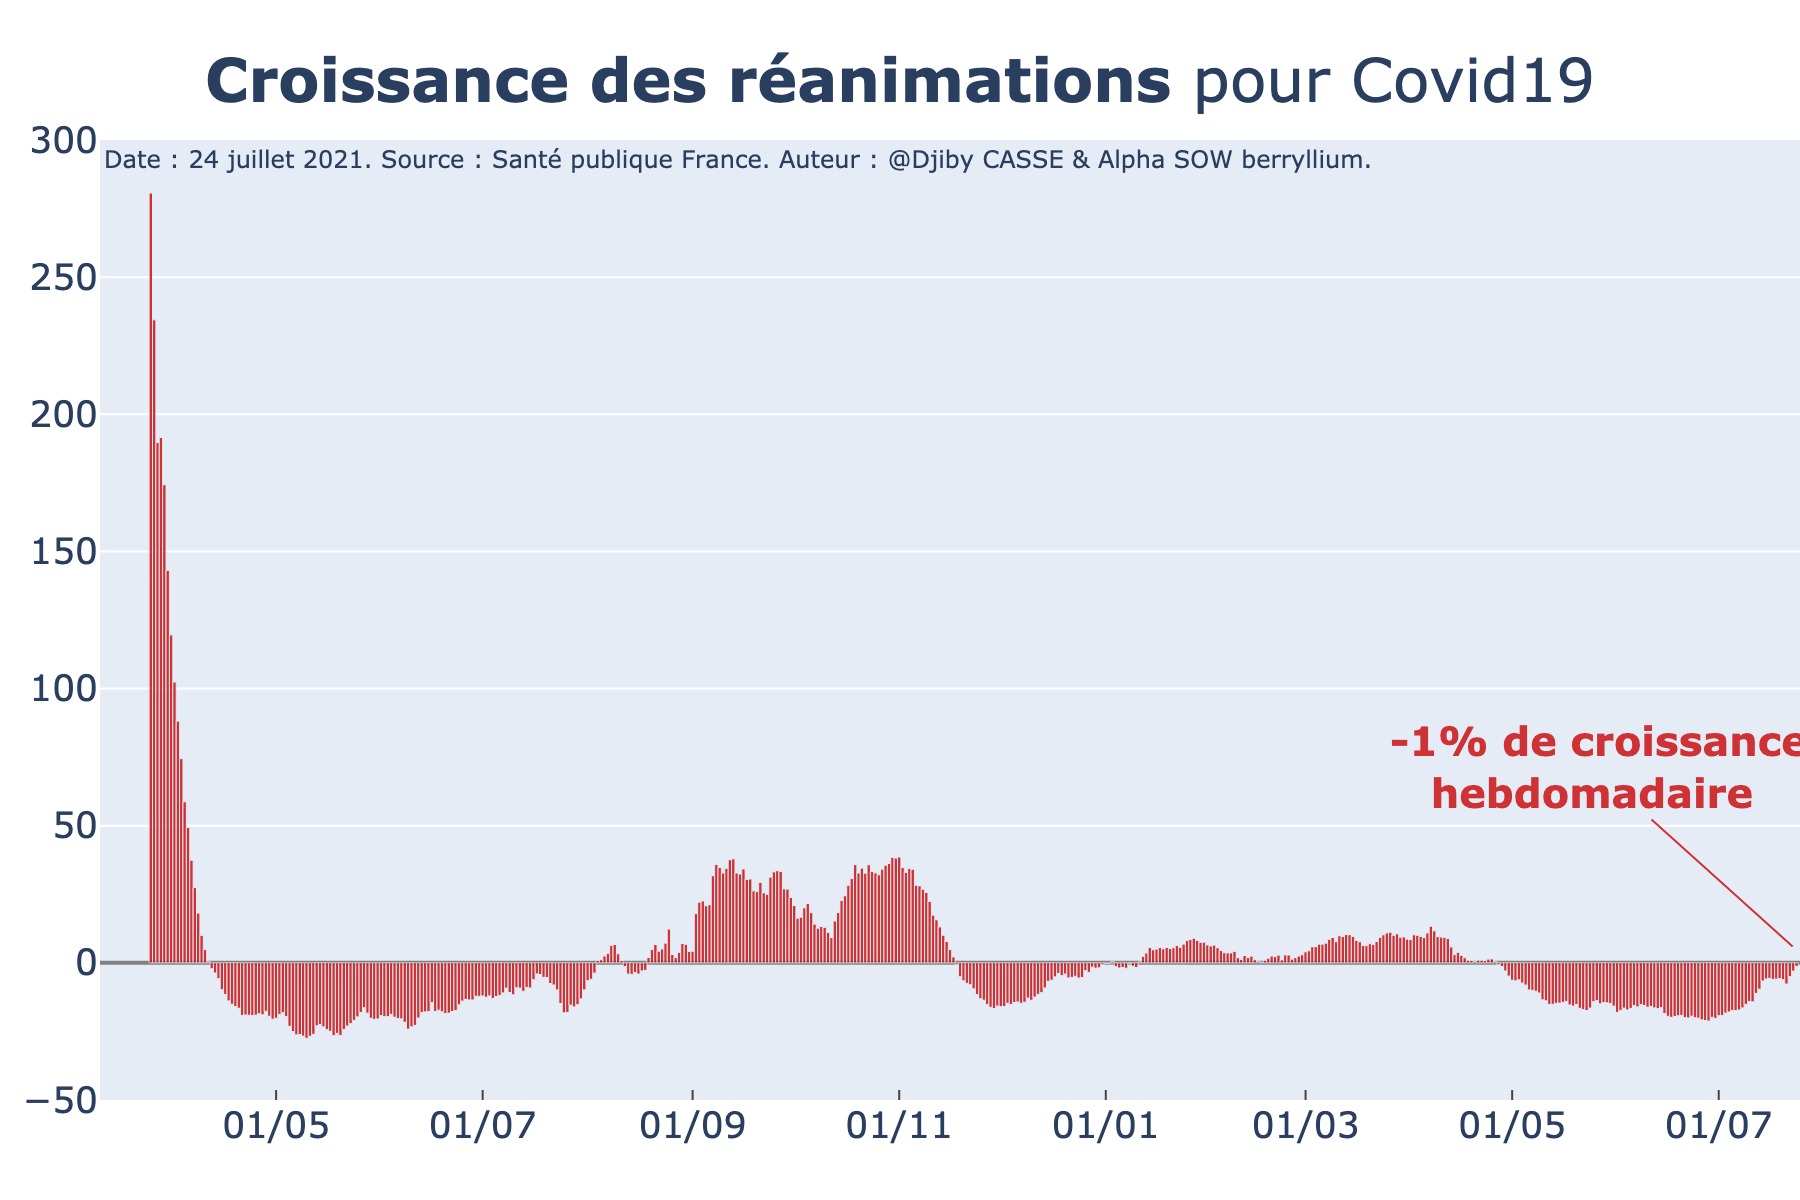 Croissance des réanimations pour Covid19
Date : 24 juillet 2021. Source : Santé publique France. Auteur : @Djiby CASSE & Alpha SOW berryllium.
300
250
200
150
100
50
0
−50
-1% de croissance
hebdomadaire
01/05 01/07 01/09 01/11 01/01 01/03 01/05 01/07